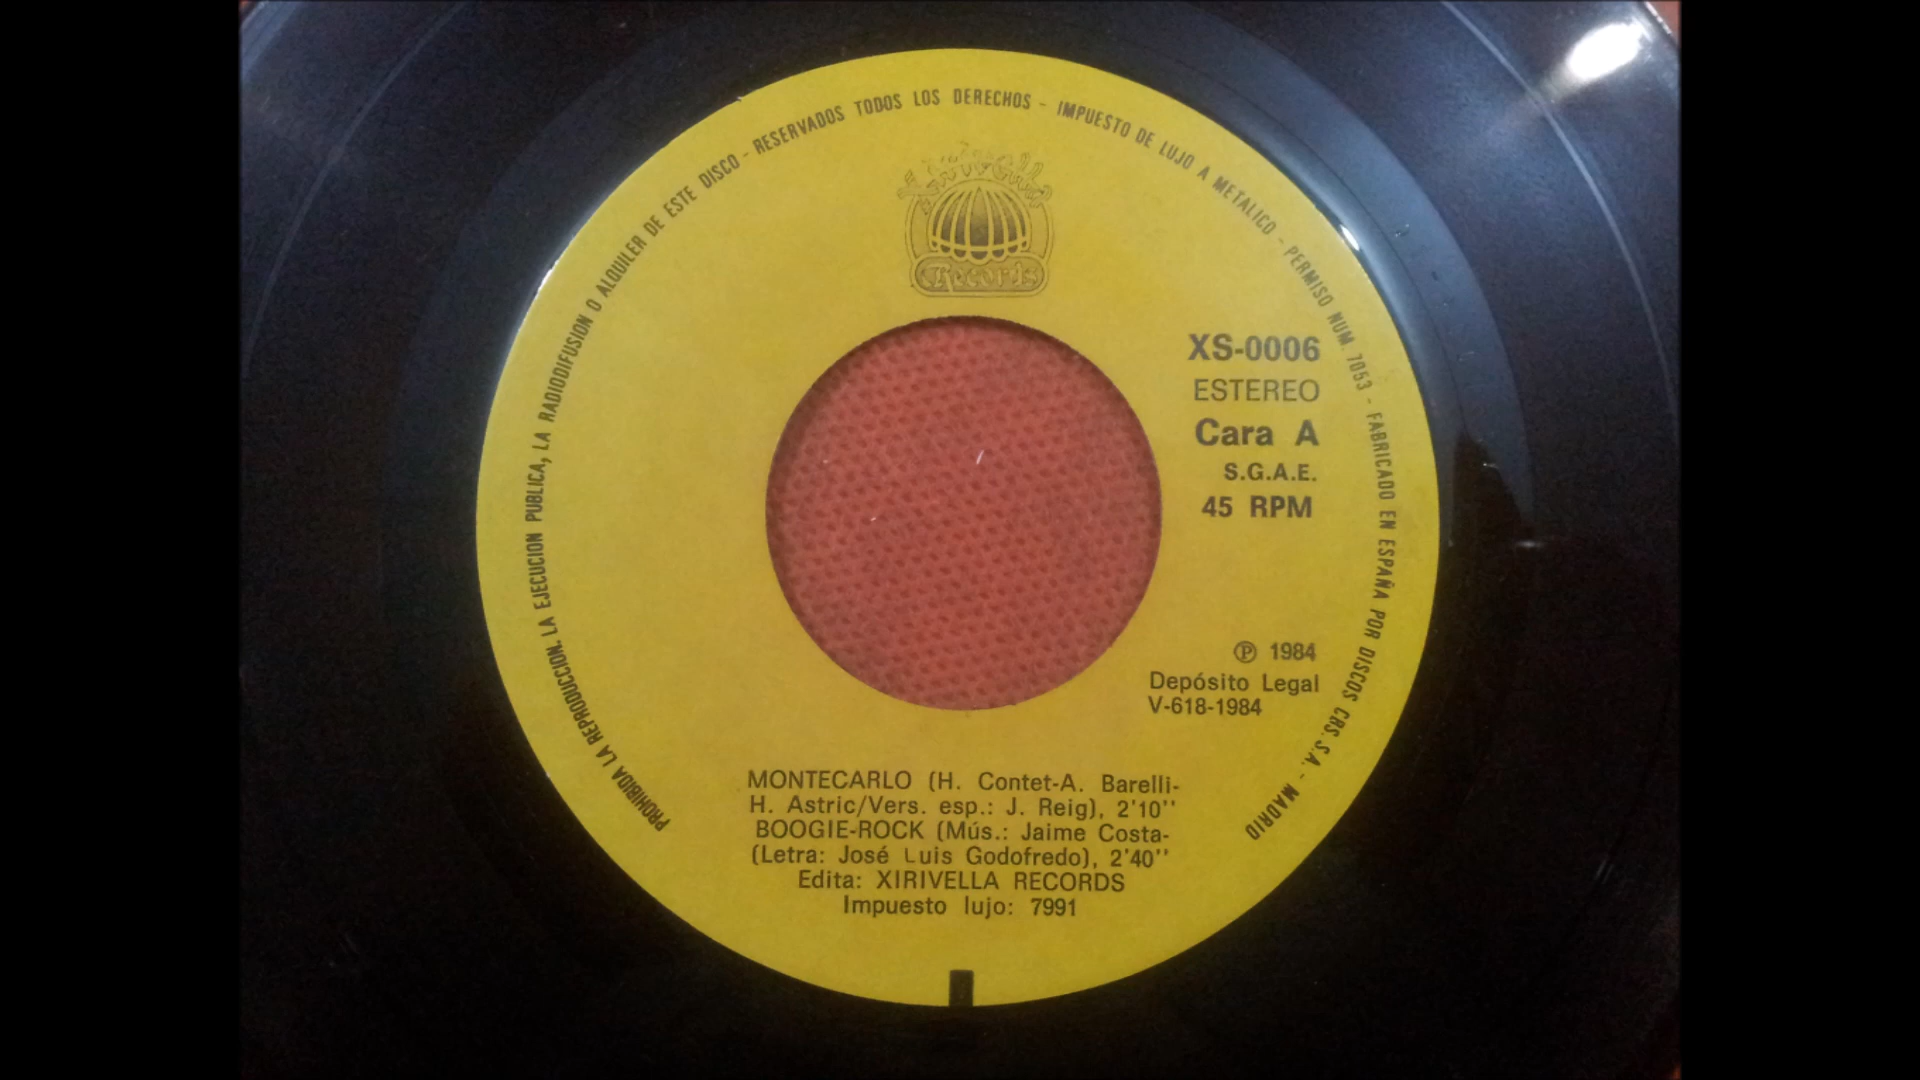 PROHIBIDA LA REPRODUCCION, LA EJECUCION PUBLICA, LA RADIODIFUSION O ALQUILER DE ESTE DISCO - RESERVADOS TODOS LOS DERECHOS - IMPUESTO DE LUJO A METALICO - PERMISO NUM. 7053 - FABRICADO EN ESPAÑA POR DISCOS CBS. S.A. - MADRID
Xirivella
Records
XS-0006
ESTEREO
Cara A
S.G.A.E.
45 RPM
℗ 1984
Depósito Legal
V-618-1984
MONTECARLO (H. Contet-A. Barelli-
H. Astric/Vers. esp.: J. Reig), 2'10''
BOOGIE-ROCK (Mús.: Jaime Costa-
(Letra: José Luis Godofredo), 2'40''
Edita: XIRIVELLA RECORDS
Impuesto lujo: 7991